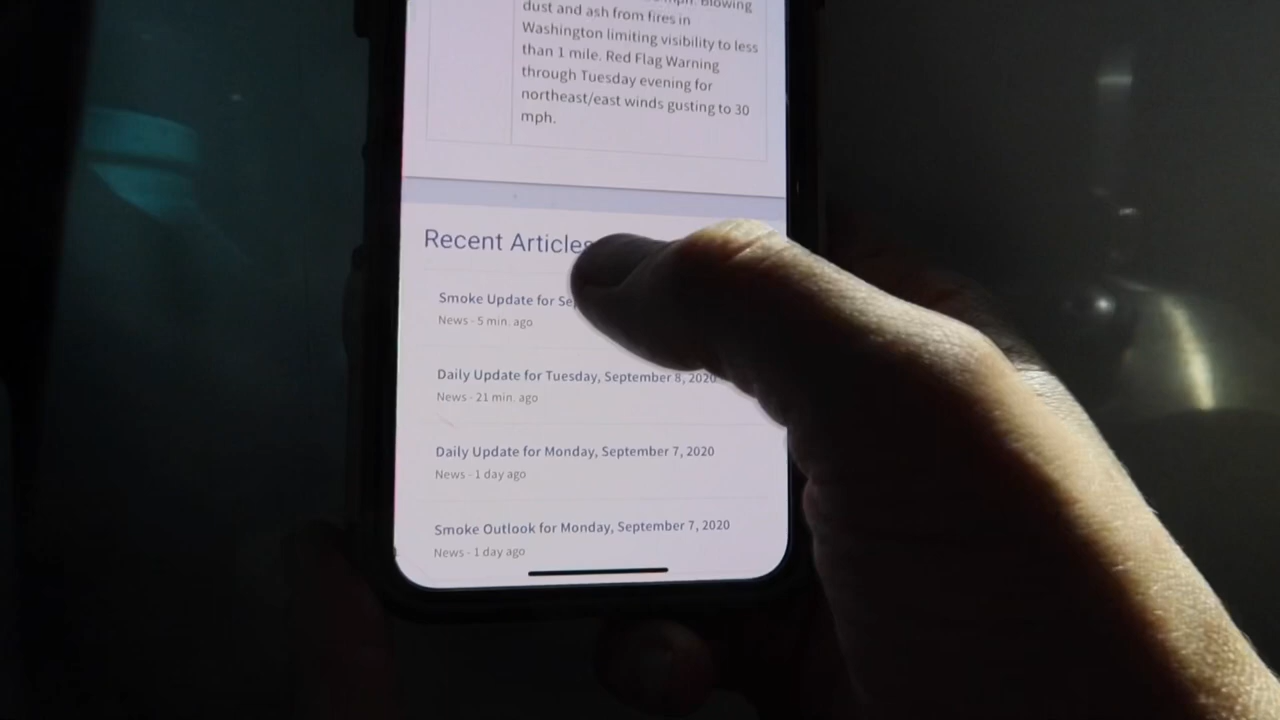 mph. Blowing
dust and ash from fires in
Washington limiting visibility to less
than 1 mile. Red Flag Warning
through Tuesday evening for
northeast/east winds gusting to 30
mph.
Recent Articles
Smoke Update for
News - 5 min. ago
Daily Update for Tuesday, September 8, 2020
News - 21 min. ago
Daily Update for Monday, September 7, 2020
News - 1 day ago
Smoke Outlook for Monday, September 7, 2020
News - 1 day ago